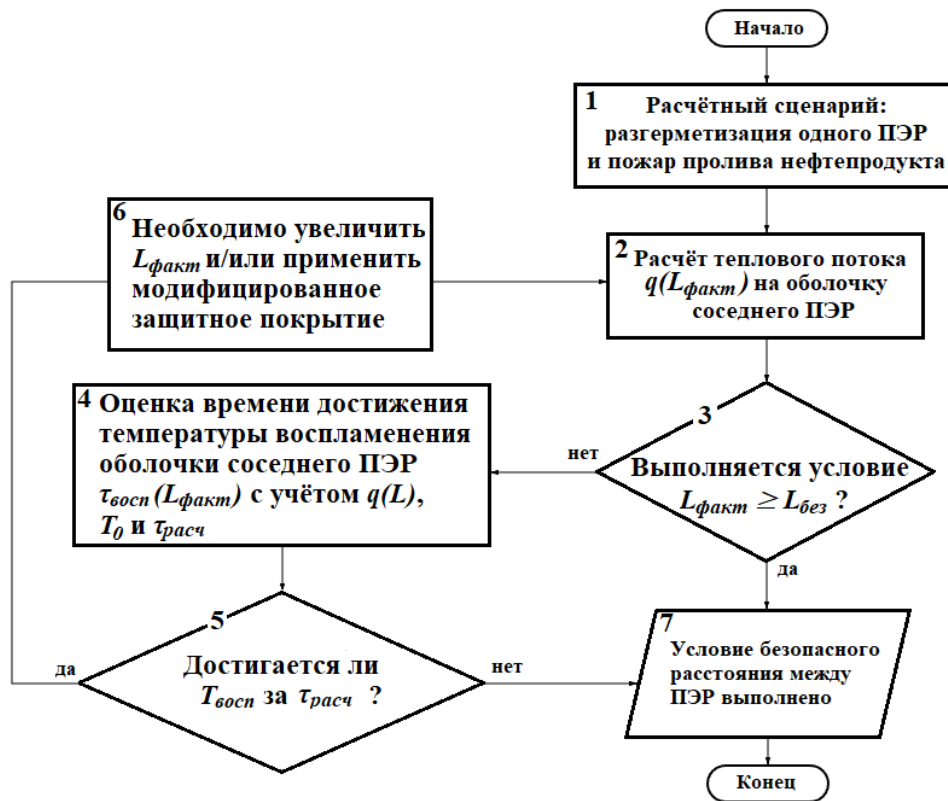 Начало
1
Расчётный сценарий:
разгерметизация одного ПЭР
и пожар пролива нефтепродукта
6
Необходимо увеличить
Lфакт и/или применить
модифицированное
защитное покрытие
2
Расчёт теплового потока
q(Lфакт) на оболочку
соседнего ПЭР
3
Выполняется условие
Lфакт ≥ Lбез ?
нет
да
4
Оценка времени достижения
температуры воспламенения
оболочки соседнего ПЭР
τвосп(Lфакт) с учётом q(L),
T0 и τрасч
5
Достигается ли
Tвосп за τрасч ?
да
нет
7
Условие безопасного
расстояния между
ПЭР выполнено
Конец